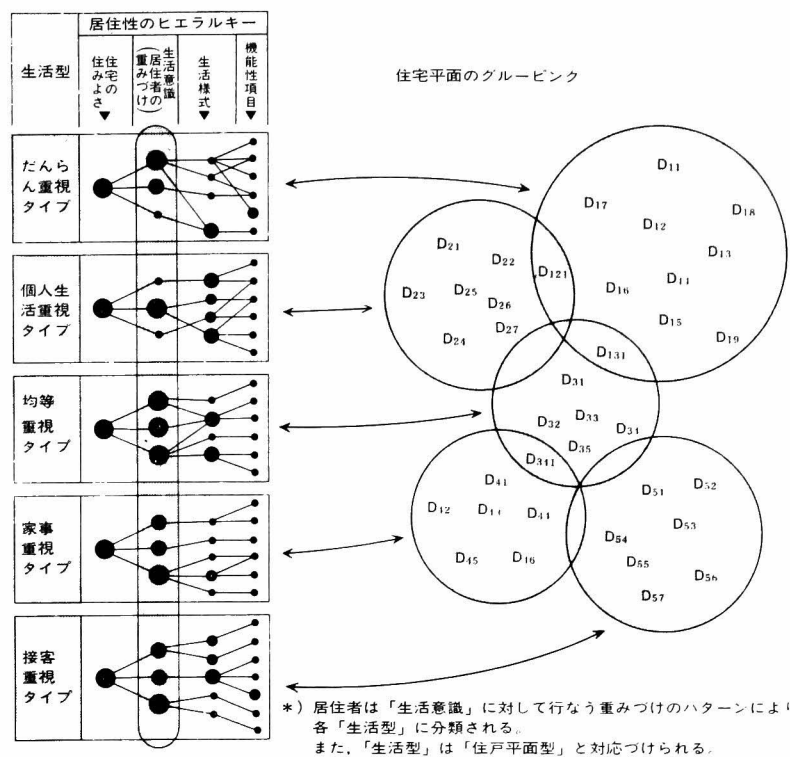 居住性のヒエラルキー
生活型
住宅の
住みよさ
生活意識
(居住者の
重みづけ)
生活様式
機能性項目
住宅平面のグルーピンク
だんら
ん重視
タイプ
個人生
活重視
タイプ
均等
重視
タイプ
家事
重視
タイプ
接客
重視
タイプ
D11
D17
D18
D12
D13
D16
D15
D19
D21
D22
D121
D23
D25
D26
D24
D27
D131
D31
D32
D33
D34
D35
D341
D41
D42
D44
D45
D46
D51
D52
D53
D54
D55
D56
D57
*) 居住者は「生活意識」に対して行なう重みづけのパターンにより
各「生活型」に分類される。
また,「生活型」は「住戸平面型」と対応づけられる。